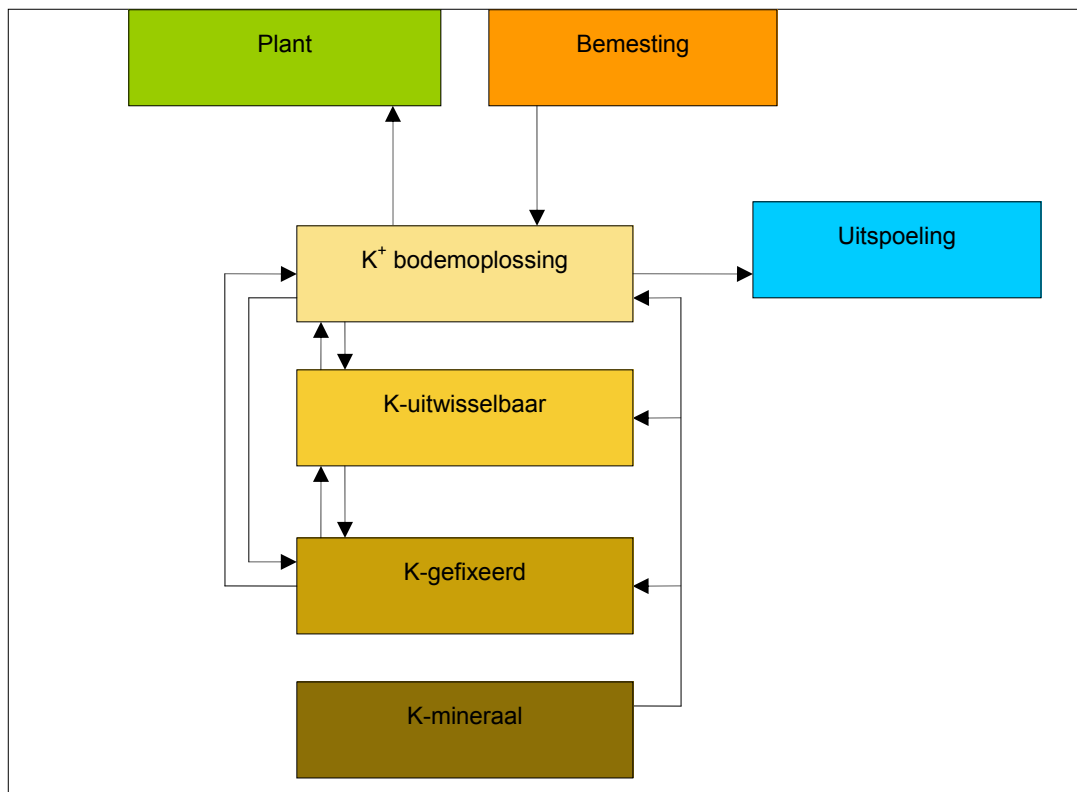 Plant
Bemesting
Uitspoeling
K⁺ bodemoplossing
K-uitwisselbaar
K-gefixeerd
K-mineraal